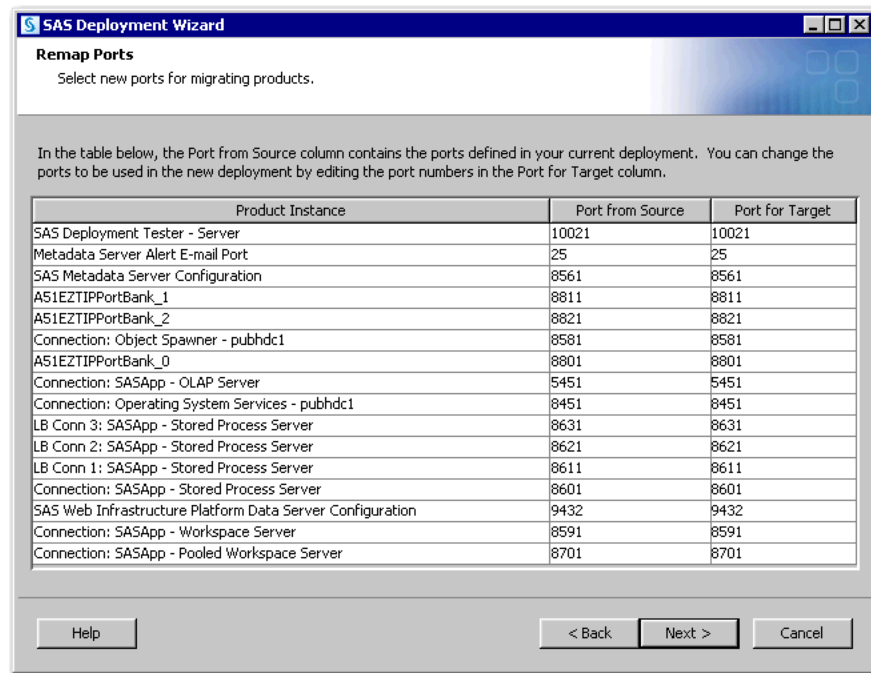 SAS Deployment Wizard
Remap Ports
Select new ports for migrating products.
In the table below, the Port from Source column contains the ports defined in your current deployment. You can change the
ports to be used in the new deployment by editing the port numbers in the Port for Target column.
Product Instance Port from Source Port for Target
SAS Deployment Tester - Server 10021 10021
Metadata Server Alert E-mail Port 25 25
SAS Metadata Server Configuration 8561 8561
A51EZTIPPortBank_1 8811 8811
A51EZTIPPortBank_2 8821 8821
Connection: Object Spawner - pubhdc1 8581 8581
A51EZTIPPortBank_0 8801 8801
Connection: SASApp - OLAP Server 5451 5451
Connection: Operating System Services - pubhdc1 8451 8451
LB Conn 3: SASApp - Stored Process Server 8631 8631
LB Conn 2: SASApp - Stored Process Server 8621 8621
LB Conn 1: SASApp - Stored Process Server 8611 8611
Connection: SASApp - Stored Process Server 8601 8601
SAS Web Infrastructure Platform Data Server Configuration 9432 9432
Connection: SASApp - Workspace Server 8591 8591
Connection: SASApp - Pooled Workspace Server 8701 8701
Help < Back Next > Cancel